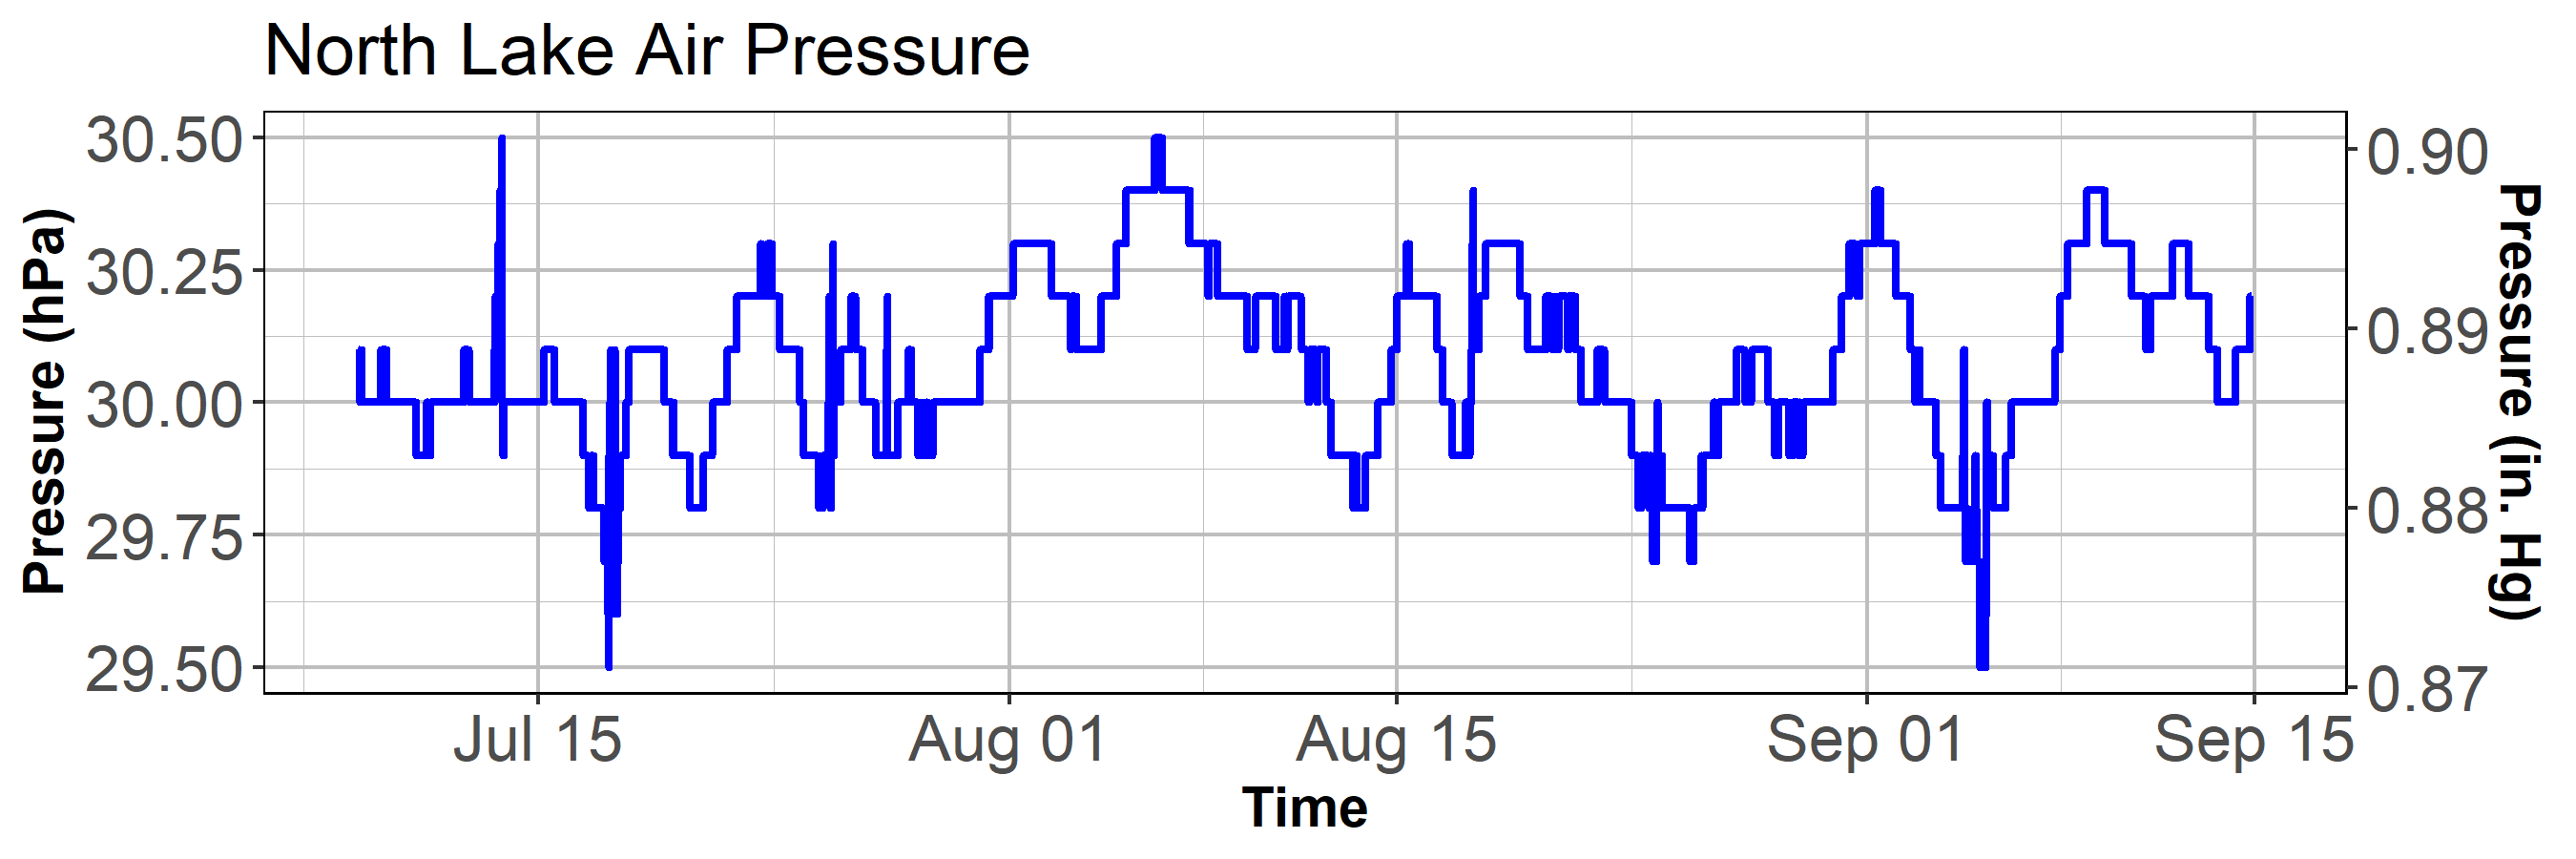 North Lake Air Pressure
30.50
30.25
30.00
29.75
29.50
Pressure (hPa)
0.90
0.89
0.88
0.87
Pressure (in. Hg)
Jul 15
Aug 01
Aug 15
Sep 01
Sep 15
Time